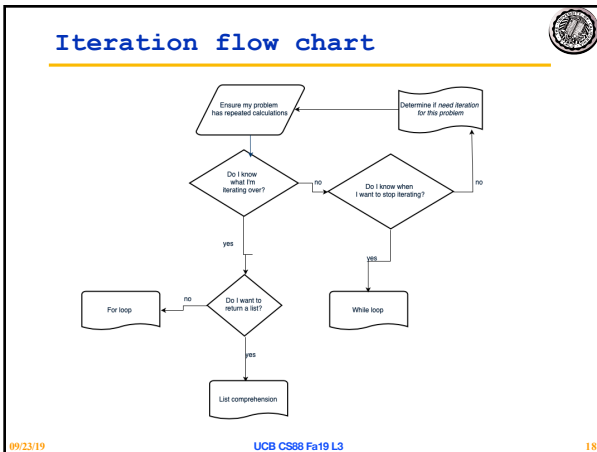 Iteration flow chart
Ensure my problem
has repeated calculations
Determine if need iteration
for this problem
Do I know
what I'm
iterating over?
no
Do I know when
I want to stop iterating?
no
yes
yes
For loop
no
Do I want to
return a list?
While loop
yes
List comprehension
09/23/19
UCB CS88 Fa19 L3
18